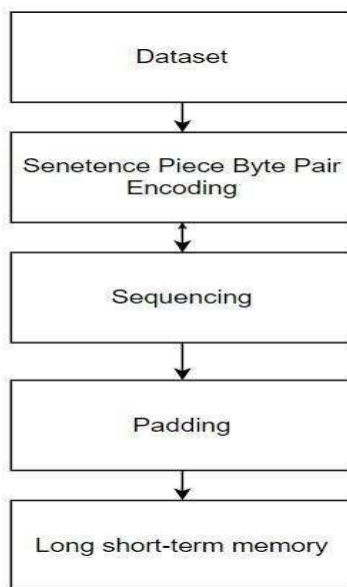 Dataset
Senetence Piece Byte Pair
Encoding
Sequencing
Padding
Long short-term memory